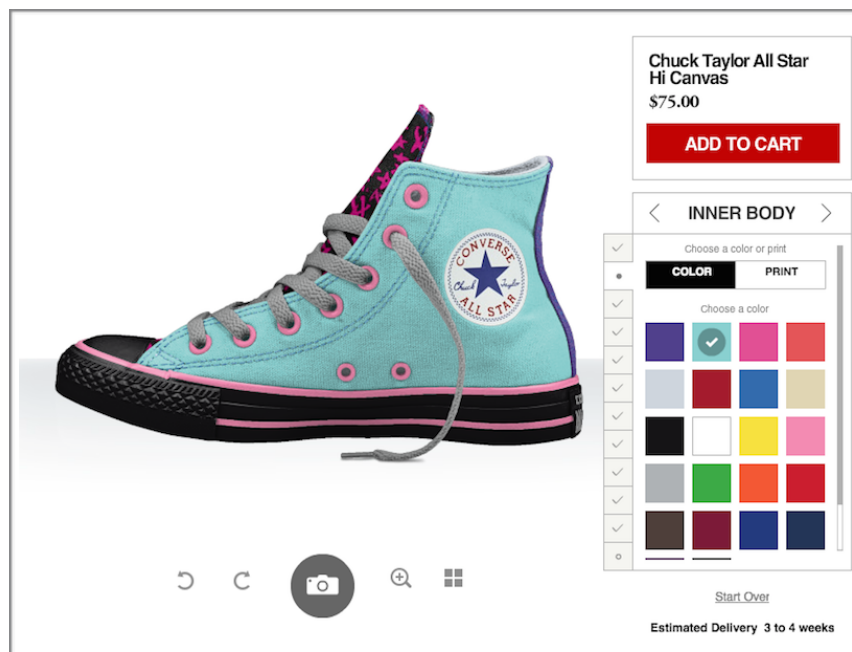 Chuck Taylor All Star
Hi Canvas
$75.00
ADD TO CART
INNER BODY
Choose a color or print
COLOR
PRINT
Choose a color
CONVERSE
Chuck Taylor
ALL STAR
Start Over
Estimated Delivery 3 to 4 weeks